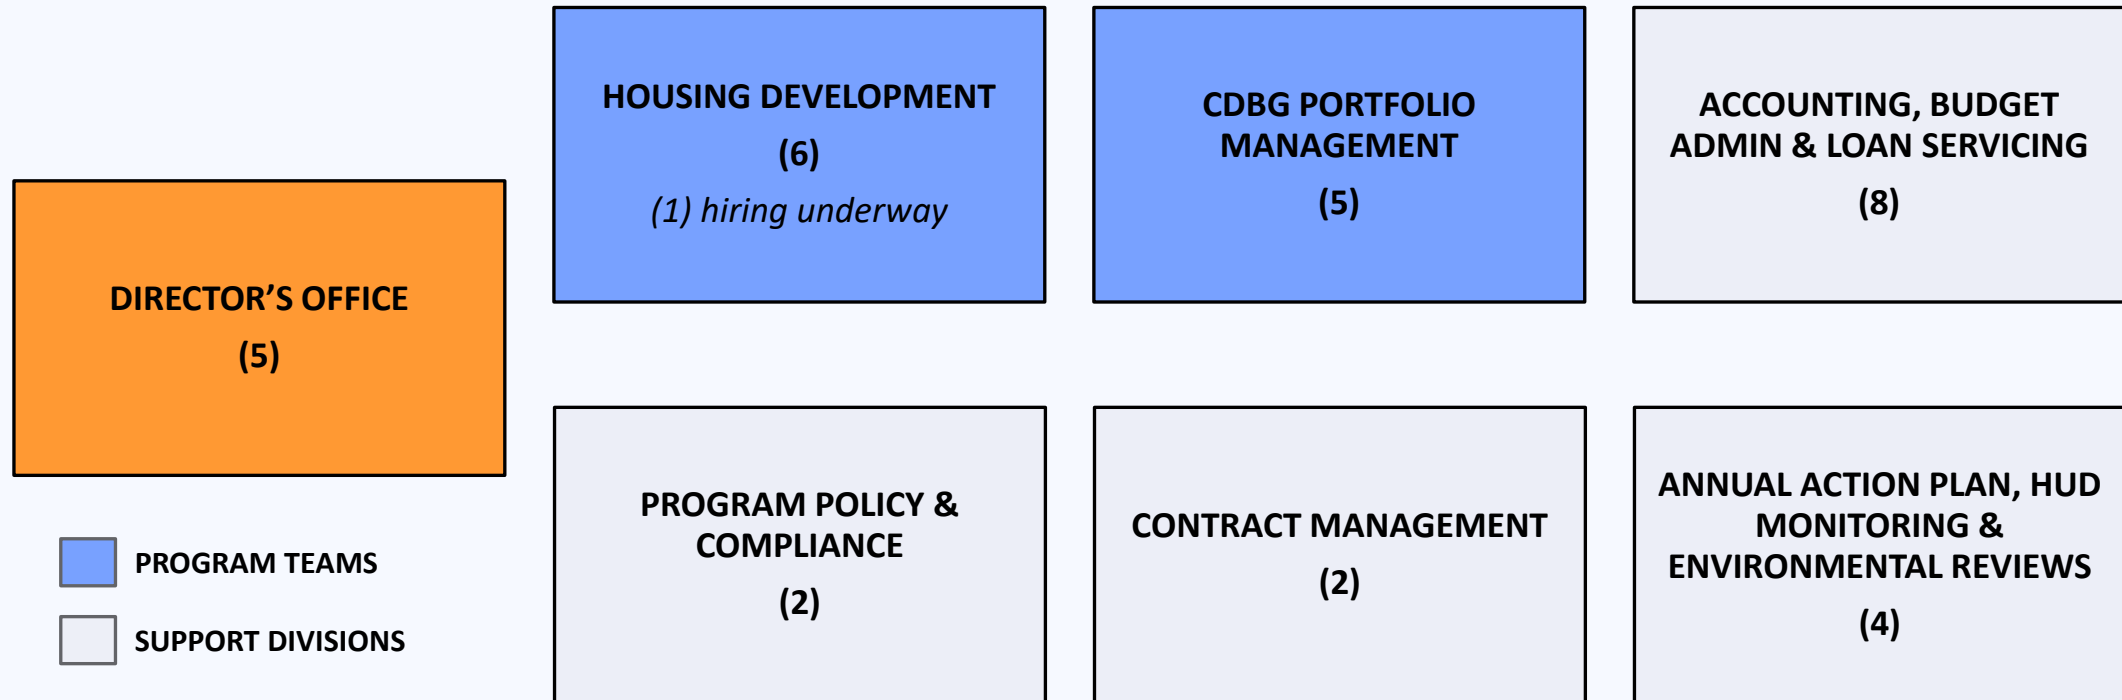 HOUSING DEVELOPMENT
(6)
(1) hiring underway
CDBG PORTFOLIO
MANAGEMENT
(5)
ACCOUNTING, BUDGET
ADMIN & LOAN SERVICING
(8)
DIRECTOR’S OFFICE
(5)
PROGRAM POLICY &
COMPLIANCE
(2)
CONTRACT MANAGEMENT
(2)
ANNUAL ACTION PLAN, HUD
MONITORING &
ENVIRONMENTAL REVIEWS
(4)
PROGRAM TEAMS
SUPPORT DIVISIONS